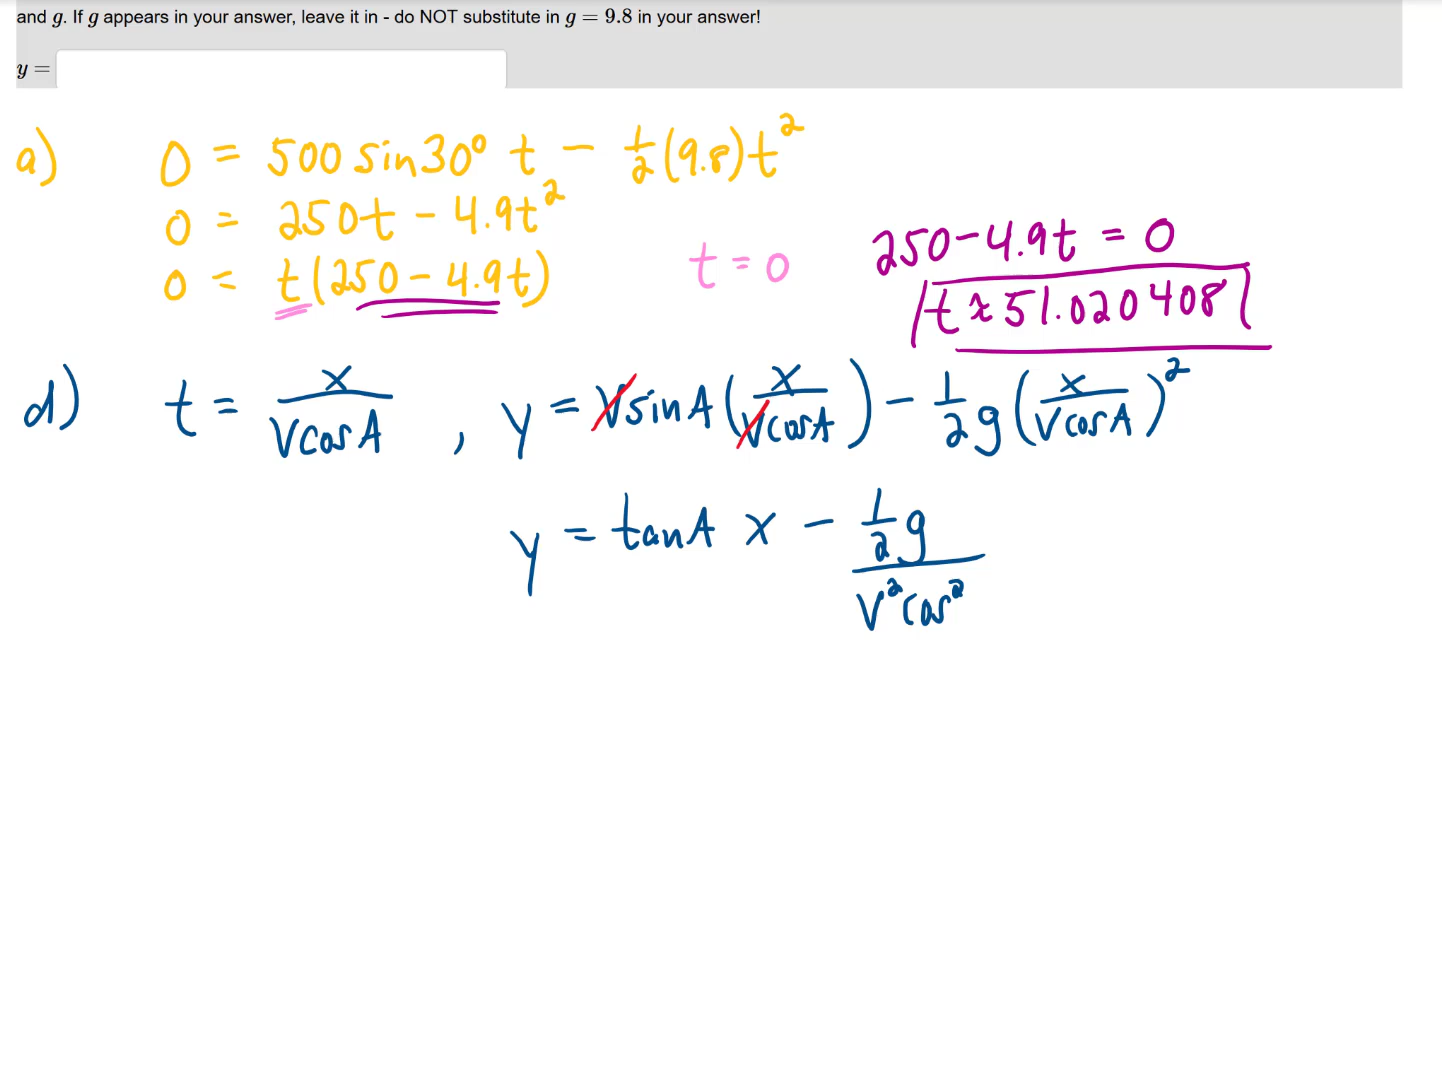 and g. If g appears in your answer, leave it in - do NOT substitute in g = 9.8 in your answer!
y =
a) 0 = 500 sin30° t - 1/2(9.8)t²
0 = 250t - 4.9t²
0 = t(250 - 4.9t) t = 0 250 - 4.9t = 0
t ≈ 51.020408
d) t = x/(VcosA) , y = VsinA(x/(VcosA)) - 1/2g(x/(VcosA))²
y = tanA x - (1/2g)/(V²cos²